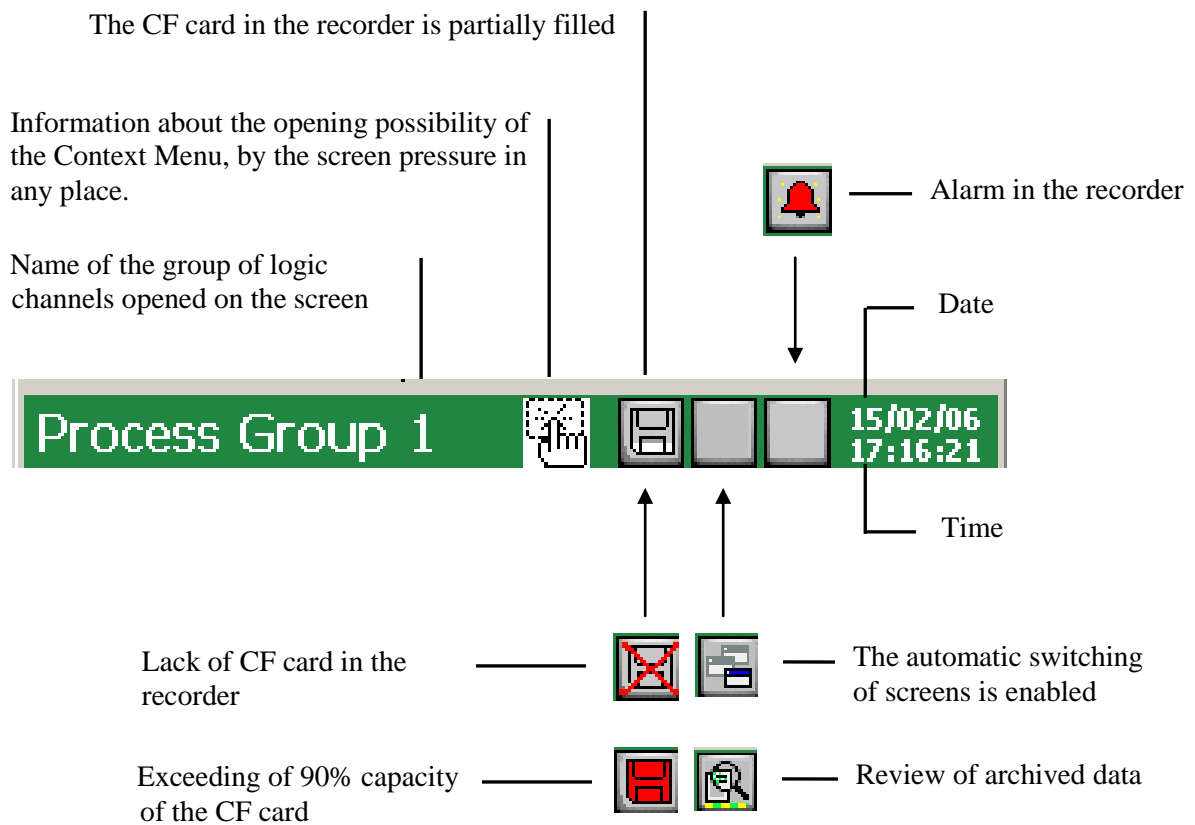 The CF card in the recorder is partially filled
Information about the opening possibility of
the Context Menu, by the screen pressure in
any place.
Alarm in the recorder
Name of the group of logic
channels opened on the screen
Date
Process Group 1
15/02/06
17:16:21
Time
Lack of CF card in the
recorder
The automatic switching
of screens is enabled
Exceeding of 90% capacity
of the CF card
Review of archived data